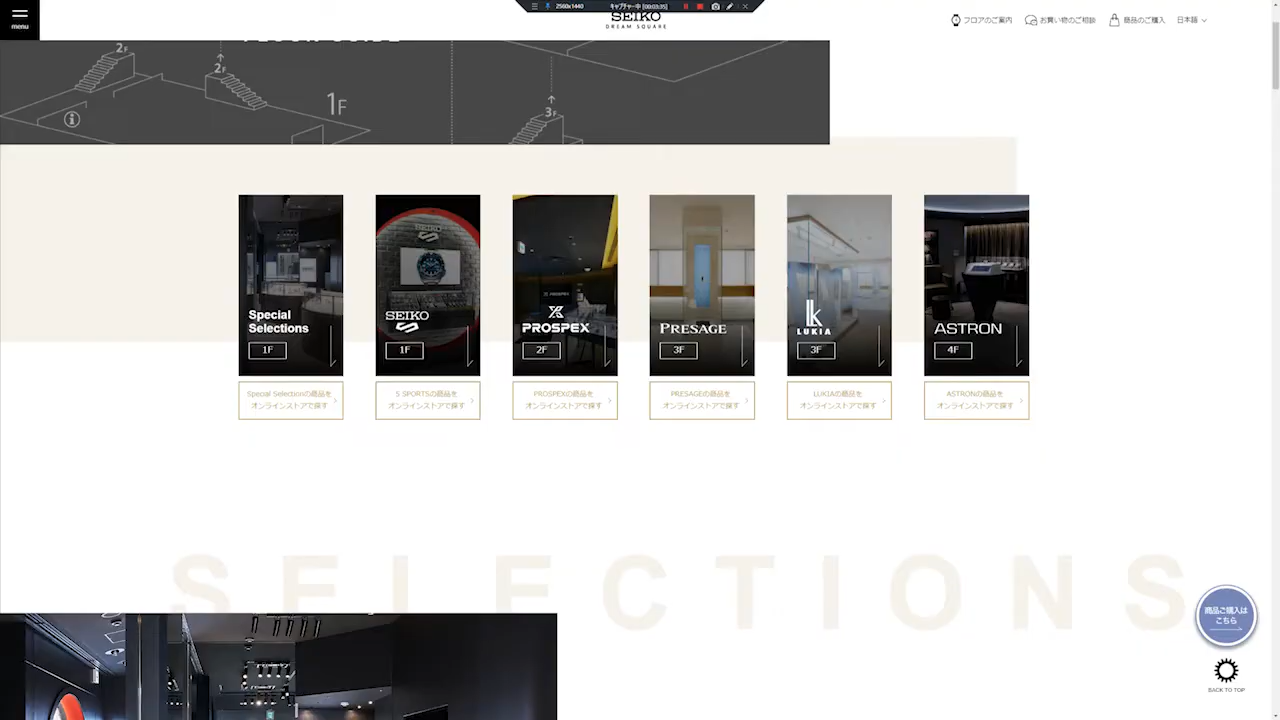 menu
2560x1440
キャプチャー中 [00:03:35]
SEIKO
DREAM SQUARE
フロアのご案内
お買い物のご相談
商品のご購入
日本語
FLOOR GUIDE
2F
2F
1F
3F
Special
Selections
1F
SEIKO
1F
PROSPEX
2F
PRESAGE
3F
LUKIA
3F
ASTRON
4F
Special Selectionの商品を
オンラインストアで探す
5 SPORTSの商品を
オンラインストアで探す
PROSPEXの商品を
オンラインストアで探す
PRESAGEの商品を
オンラインストアで探す
LUKIAの商品を
オンラインストアで探す
ASTRONの商品を
オンラインストアで探す
SELECTIONS
商品ご購入は
こちら
BACK TO TOP